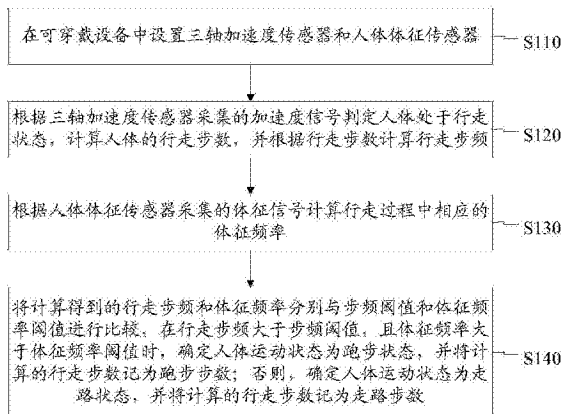 在可穿戴设备中设置三轴加速度传感器和人体体征传感器
S110
根据三轴加速度传感器采集的加速度信号判定人体处于行走
状态，计算人体的行走步数，并根据行走步数计算行走步频
S120
根据人体体征传感器采集的体征信号计算行走过程中相应的
体征频率
S130
将计算得到的行走步频和体征频率分别与步频阈值和体征频
率阈值进行比较，在行走步频大于步频阈值，且体征频率大
于体征频率阈值时，确定人体运动状态为跑步状态，并将计
算的行走步数记为跑步步数；否则，确定人体运动状态为走
路状态，并将计算的行走步数记为走路步数
S140